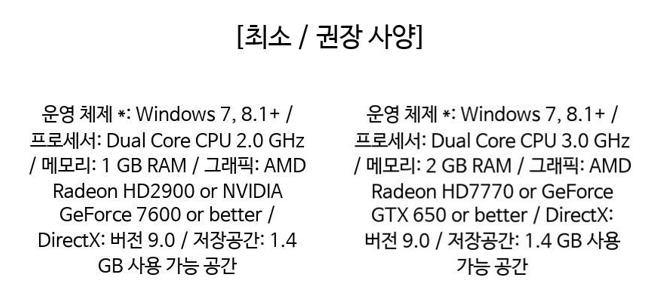 [최소 / 권장 사양]
운영 체제 *: Windows 7, 8.1+ /
프로세서: Dual Core CPU 2.0 GHz
/ 메모리: 1 GB RAM / 그래픽: AMD
Radeon HD2900 or NVIDIA
GeForce 7600 or better /
DirectX: 버전 9.0 / 저장공간: 1.4
GB 사용 가능 공간
운영 체제 *: Windows 7, 8.1+ /
프로세서: Dual Core CPU 3.0 GHz
/ 메모리: 2 GB RAM / 그래픽: AMD
Radeon HD7770 or GeForce
GTX 650 or better / DirectX:
버전 9.0 / 저장공간: 1.4 GB 사용
가능 공간